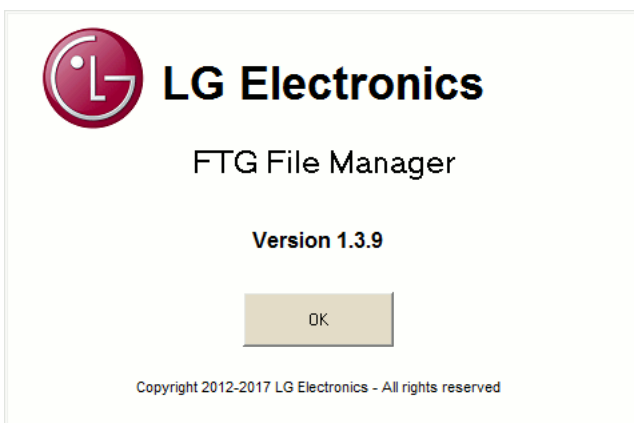 LG Electronics
FTG File Manager
Version 1.3.9
OK
Copyright 2012-2017 LG Electronics - All rights reserved